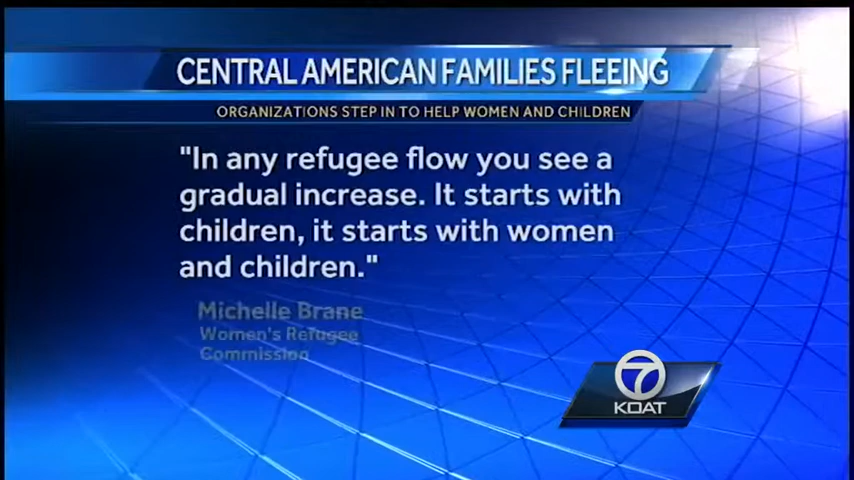 CENTRAL AMERICAN FAMILIES FLEEING
ORGANIZATIONS STEP IN TO HELP WOMEN AND CHILDREN
"In any refugee flow you see a
gradual increase. It starts with
children, it starts with women
and children."
Michelle Brane
Women's Refugee
Commission
7
KOAT